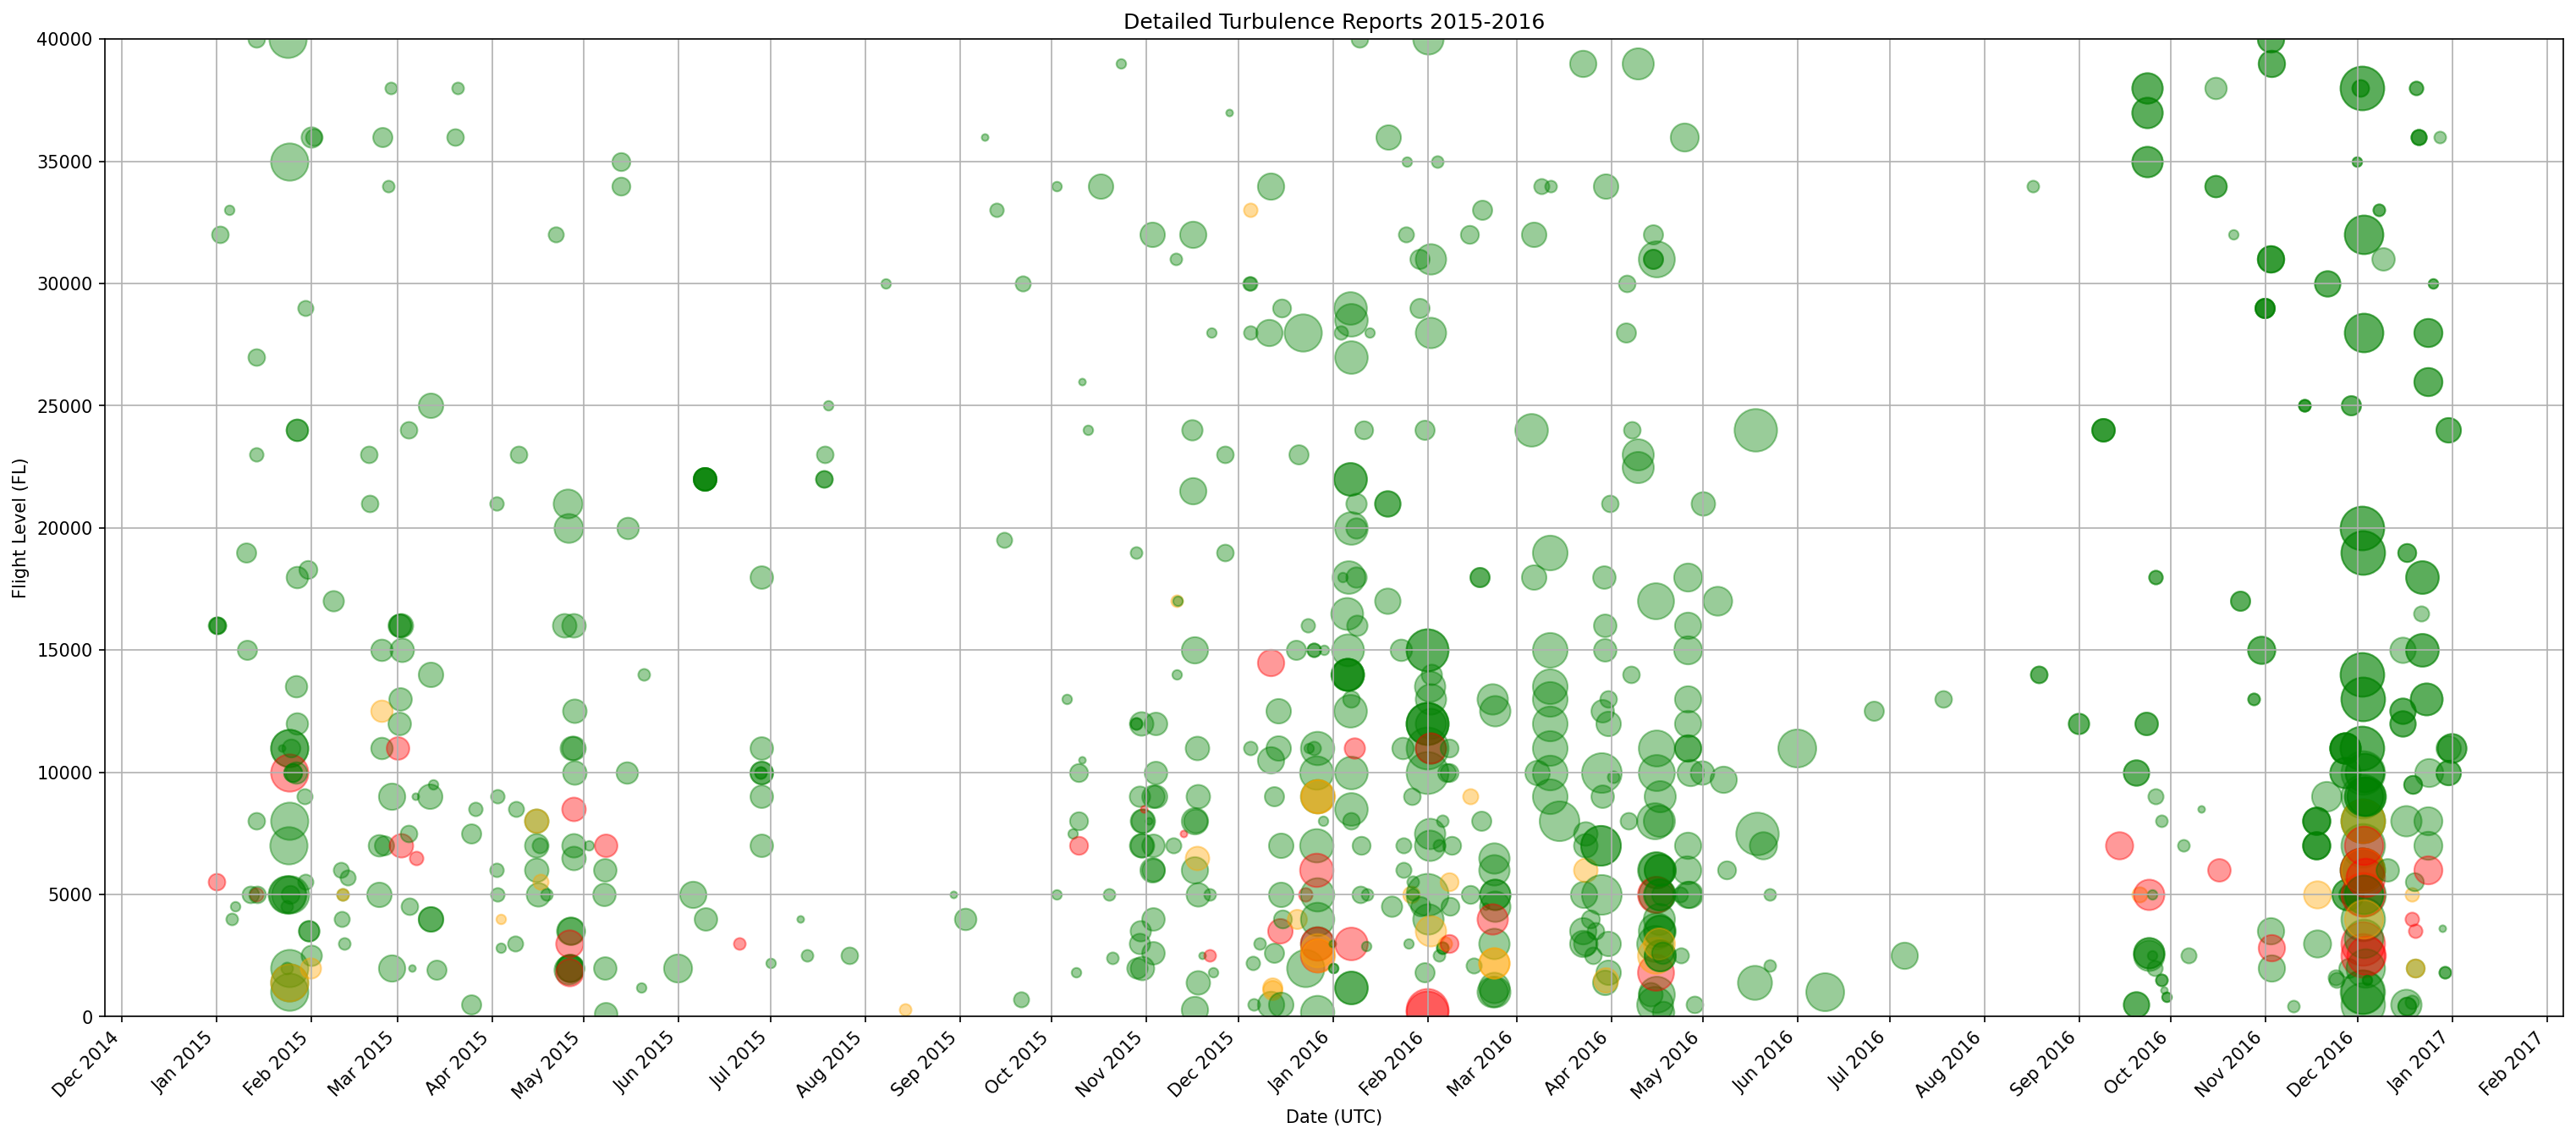 Detailed Turbulence Reports 2015-2016
40000
35000
30000
25000
20000
15000
10000
5000
0
Flight Level (FL)
Dec 2014
Jan 2015
Feb 2015
Mar 2015
Apr 2015
May 2015
Jun 2015
Jul 2015
Aug 2015
Sep 2015
Oct 2015
Nov 2015
Dec 2015
Jan 2016
Feb 2016
Mar 2016
Apr 2016
May 2016
Jun 2016
Jul 2016
Aug 2016
Sep 2016
Oct 2016
Nov 2016
Dec 2016
Jan 2017
Feb 2017
Date (UTC)